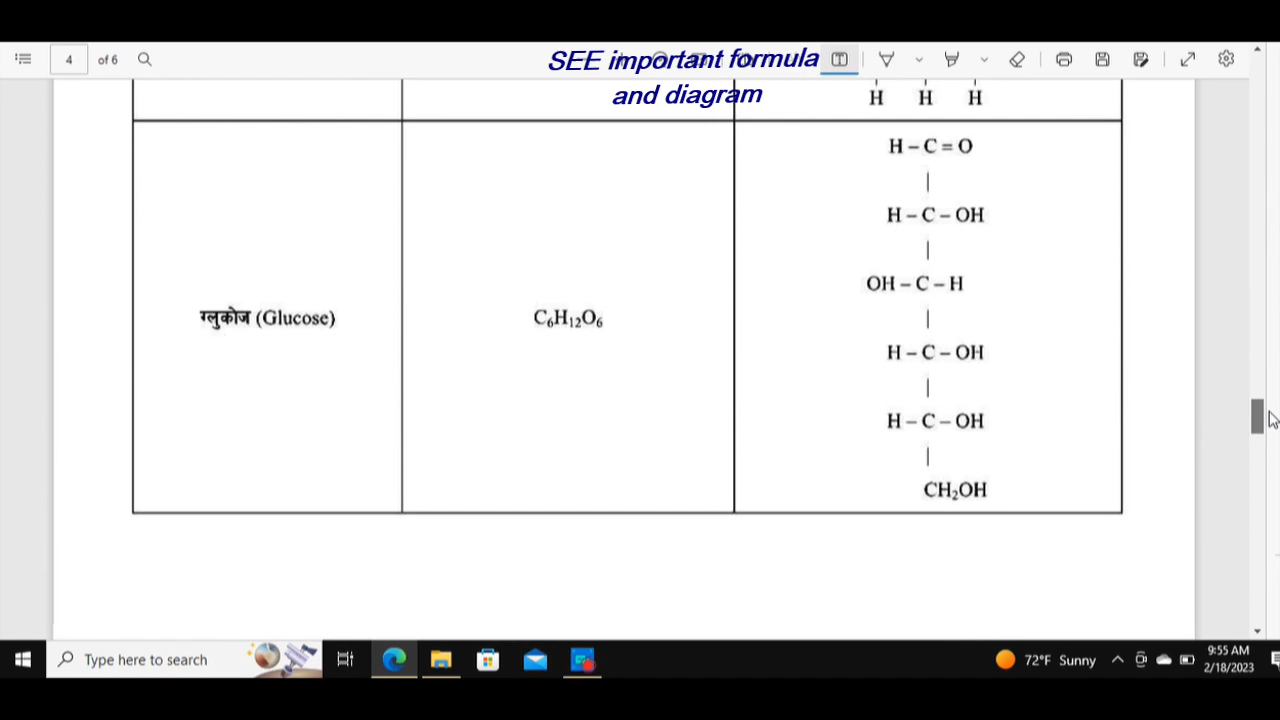 4 of 6
SEE important formula
and diagram
H H H
H – C = O
|
H – C – OH
|
OH – C – H
|
ग्लुकोज (Glucose)
C₆H₁₂O₆
H – C – OH
|
H – C – OH
|
CH₂OH
Type here to search
72°F Sunny
9:55 AM
2/18/2023